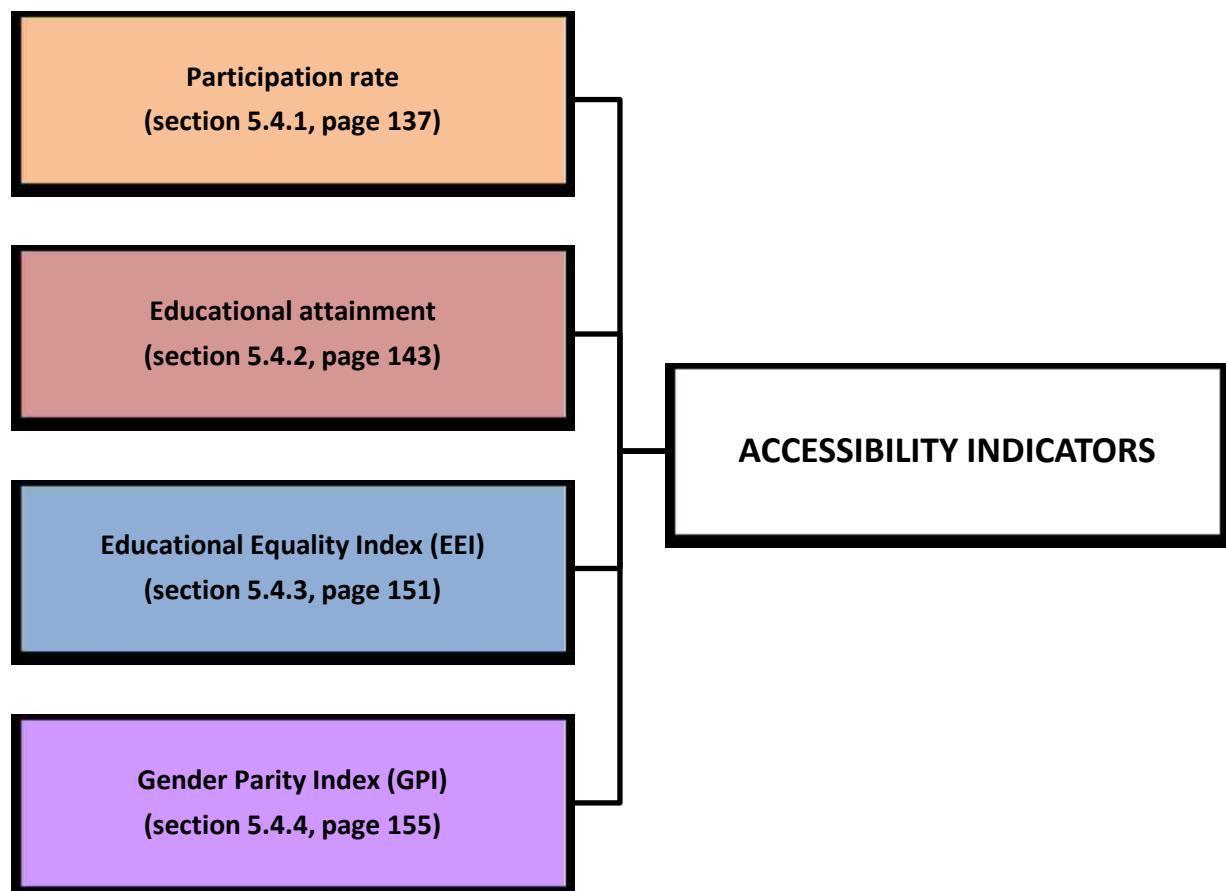 Participation rate
(section 5.4.1, page 137)
Educational attainment
(section 5.4.2, page 143)
Educational Equality Index (EEI)
(section 5.4.3, page 151)
Gender Parity Index (GPI)
(section 5.4.4, page 155)
ACCESSIBILITY INDICATORS